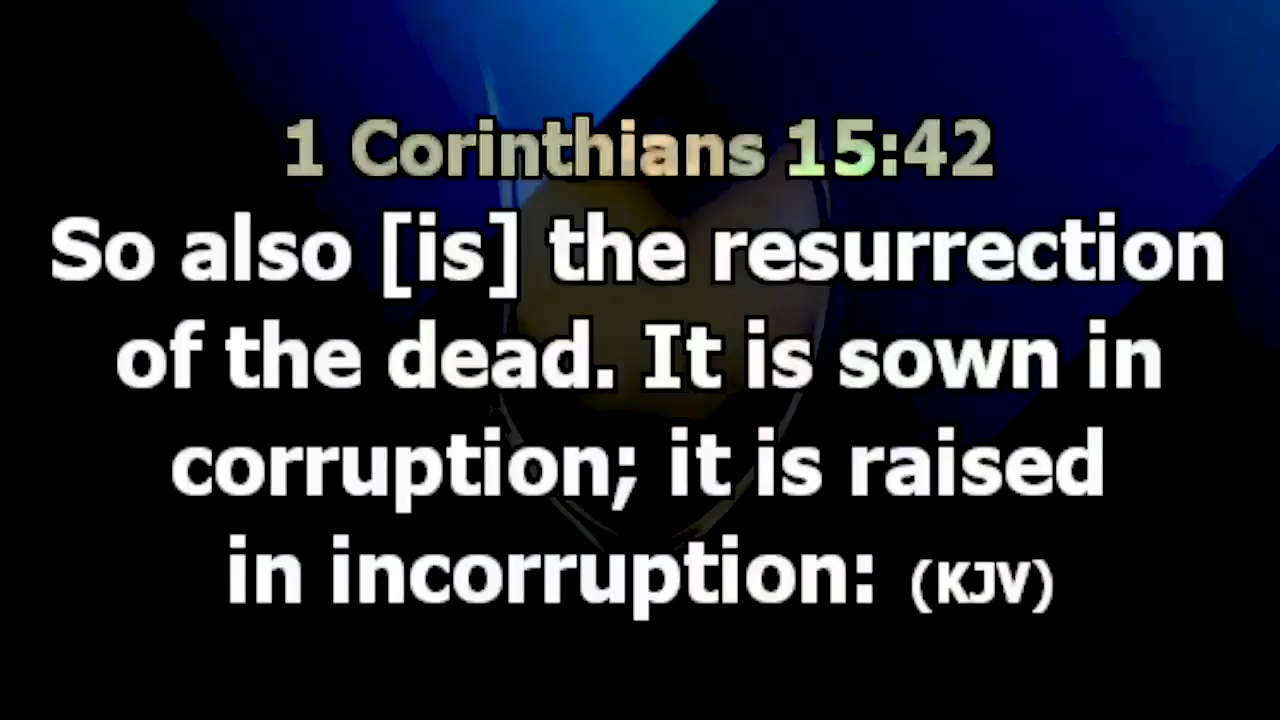 1 Corinthians 15:42
So also [is] the resurrection
of the dead. It is sown in
corruption; it is raised
in incorruption: (KJV)